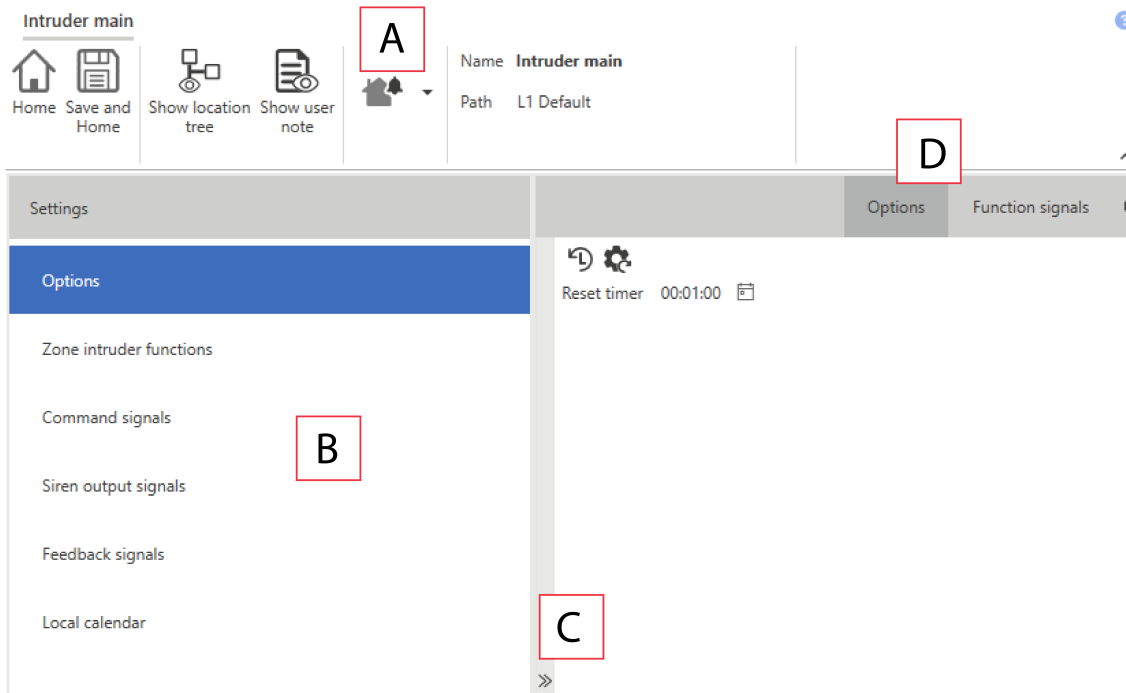 Intruder main
A
Name Intruder main
Home Save and Home Show location tree Show user note
Path L1 Default
D
Settings
Options Function signals
Options
Reset timer 00:01:00
Zone intruder functions
Command signals
B
Siren output signals
Feedback signals
Local calendar
C